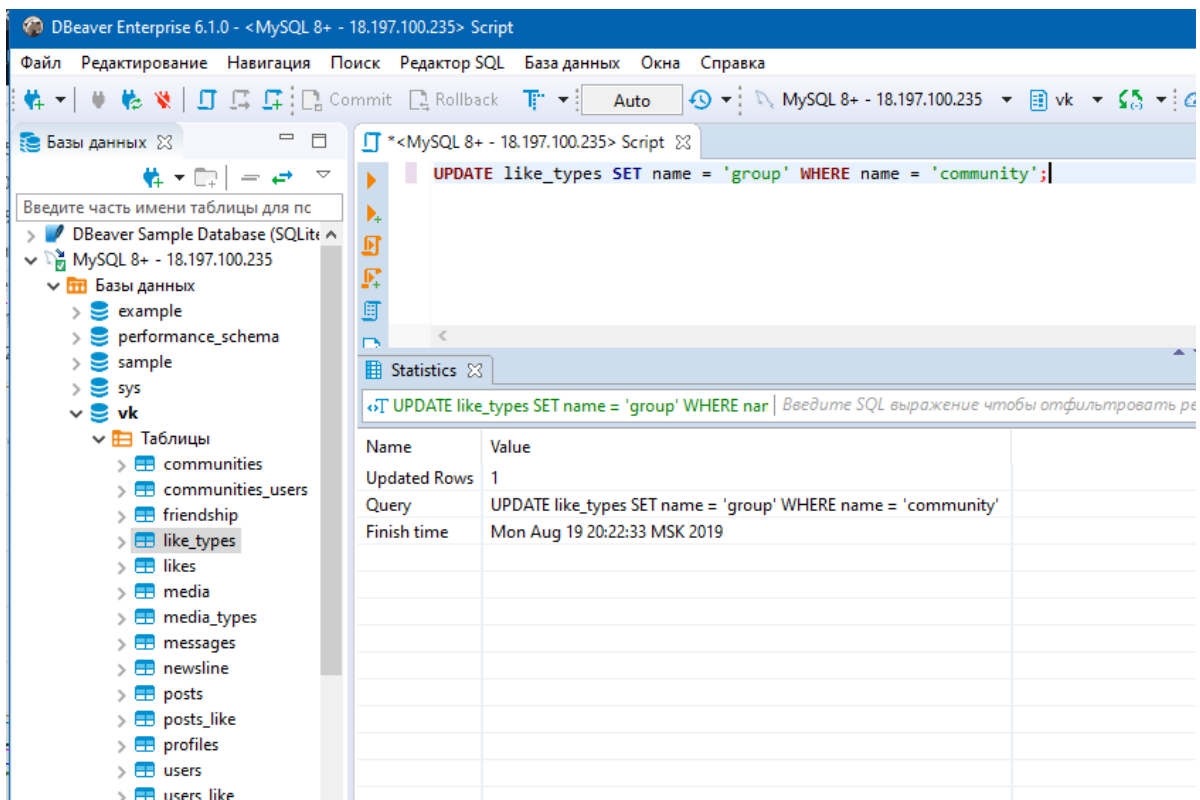 DBeaver Enterprise 6.1.0 - <MySQL 8+ - 18.197.100.235> Script
Файл Редактирование Навигация Поиск Редактор SQL База данных Окна Справка
Commit Rollback Auto MySQL 8+ - 18.197.100.235 vk
Базы данных
Введите часть имени таблицы для пс
DBeaver Sample Database (SQLite
MySQL 8+ - 18.197.100.235
Базы данных
example
performance_schema
sample
sys
vk
Таблицы
communities
communities_users
friendship
like_types
likes
media
media_types
messages
newsline
posts
posts_like
profiles
users
users_like
*<MySQL 8+ - 18.197.100.235> Script
UPDATE like_types SET name = 'group' WHERE name = 'community';
Statistics
UPDATE like_types SET name = 'group' WHERE nar Введите SQL выражение чтобы отфильтровать ре
Name Value
Updated Rows 1
Query UPDATE like_types SET name = 'group' WHERE name = 'community'
Finish time Mon Aug 19 20:22:33 MSK 2019